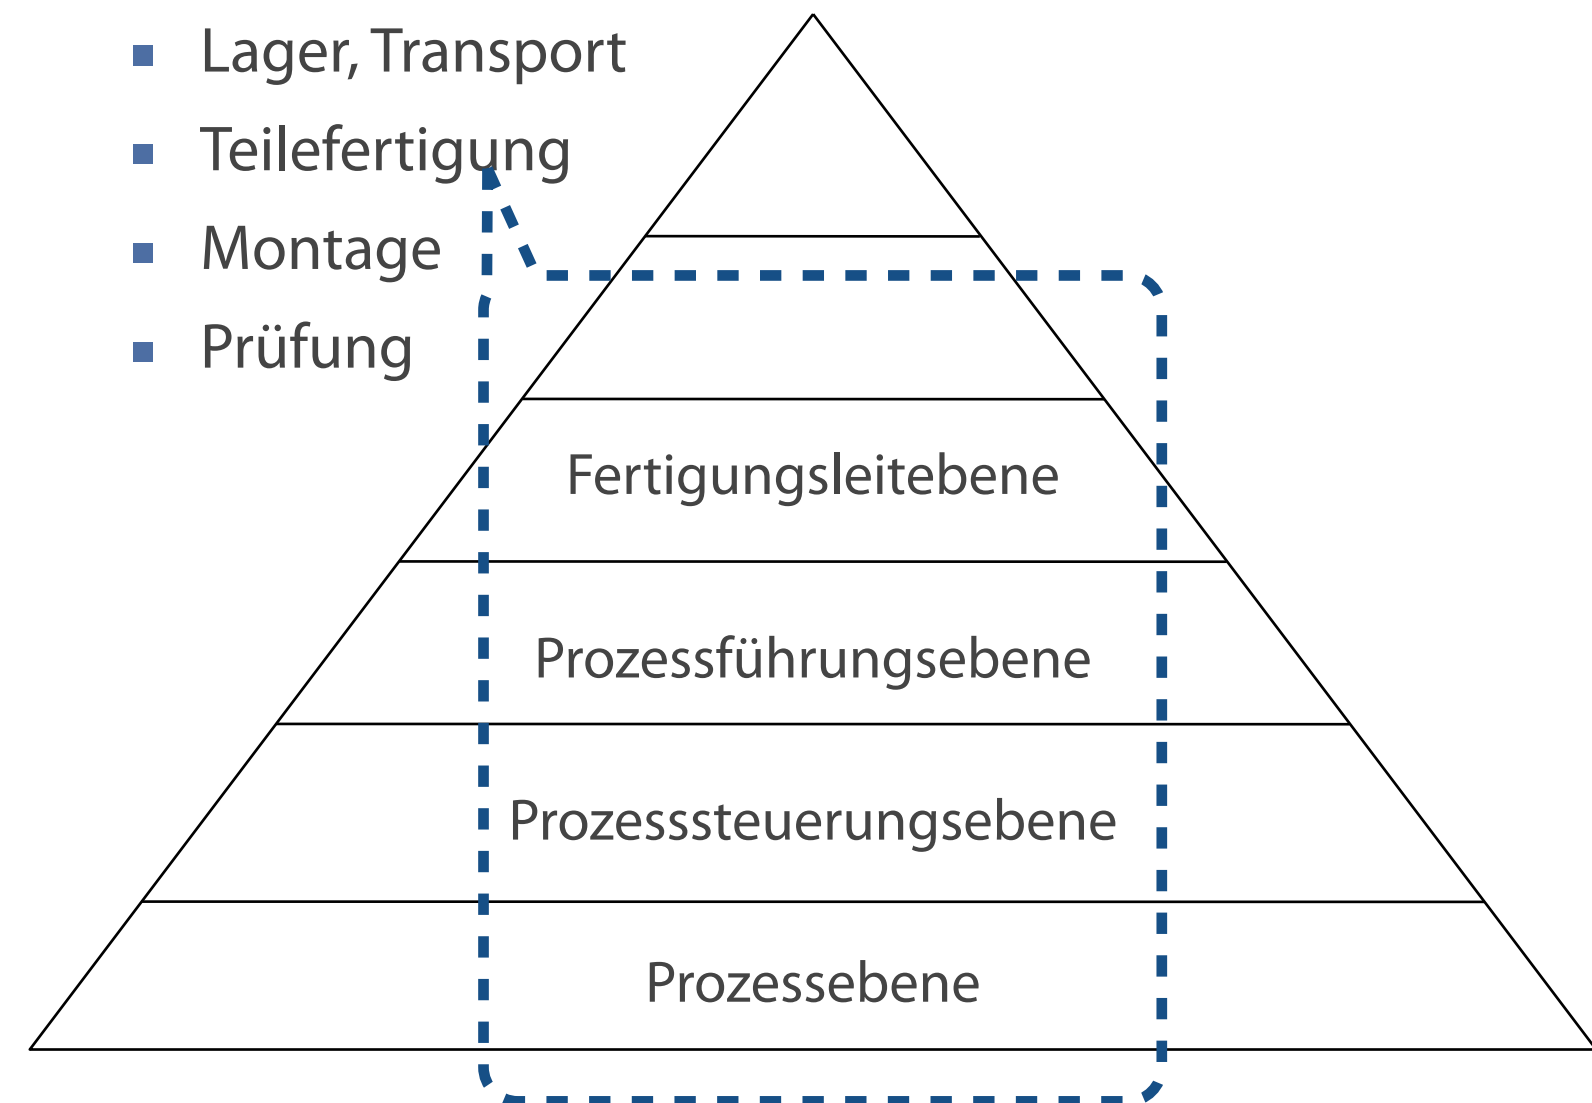 Lager, Transport
Teilefertigung
Montage
Prüfung
Fertigungsleitebene
Prozessführungsebene
Prozesssteuerungsebene
Prozessebene